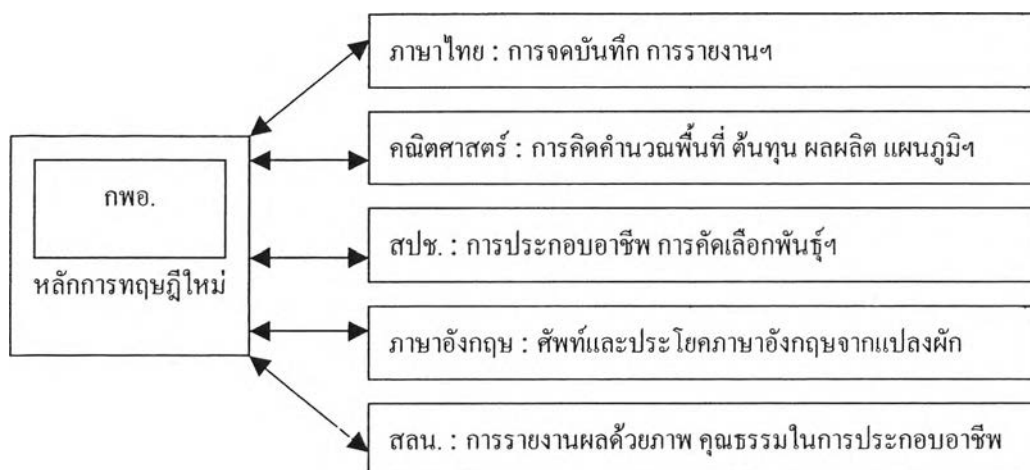 ภาษาไทย : การจดบันทึก การรายงานฯ
คณิตศาสตร์ : การคิดคำนวณพื้นที่ ต้นทุน ผลผลิต แผนภูมิฯ
กพอ.
สปช. : การประกอบอาชีพ การคัดเลือกพันธุ์ฯ
หลักการทฤษฎีใหม่
ภาษาอังกฤษ : ศัพท์และประโยคภาษาอังกฤษจากแปลงผัก
สลน. : การรายงานผลด้วยภาพ คุณธรรมในการประกอบอาชีพ